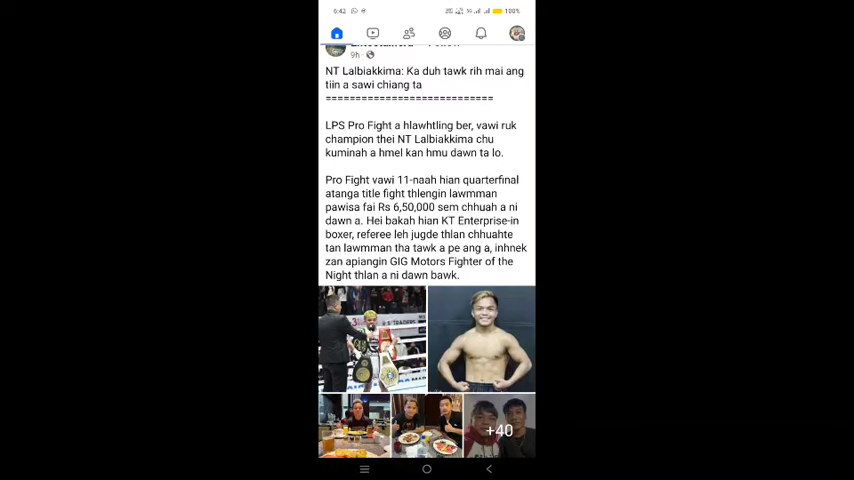 6:42
100%
9h
NT Lalbiakkima: Ka duh tawk rih mai ang
tiin a sawi chiang ta
============================
LPS Pro Fight a hlawhtling ber, vawi ruk
champion thei NT Lalbiakkima chu
kuminah a hmel kan hmu dawn ta lo.
Pro Fight vawi 11-naah hian quarterfinal
atanga title fight thlengin lawmman
pawisa fai Rs 6,50,000 sem chhuah a ni
dawn a. Hei bakah hian KT Enterprise-in
boxer, referee leh jugde thlan chhuahte
tan lawmman tha tawk a pe ang a, inhnek
zan apiangin GIG Motors Fighter of the
Night thlan a ni dawn bawk.
+40